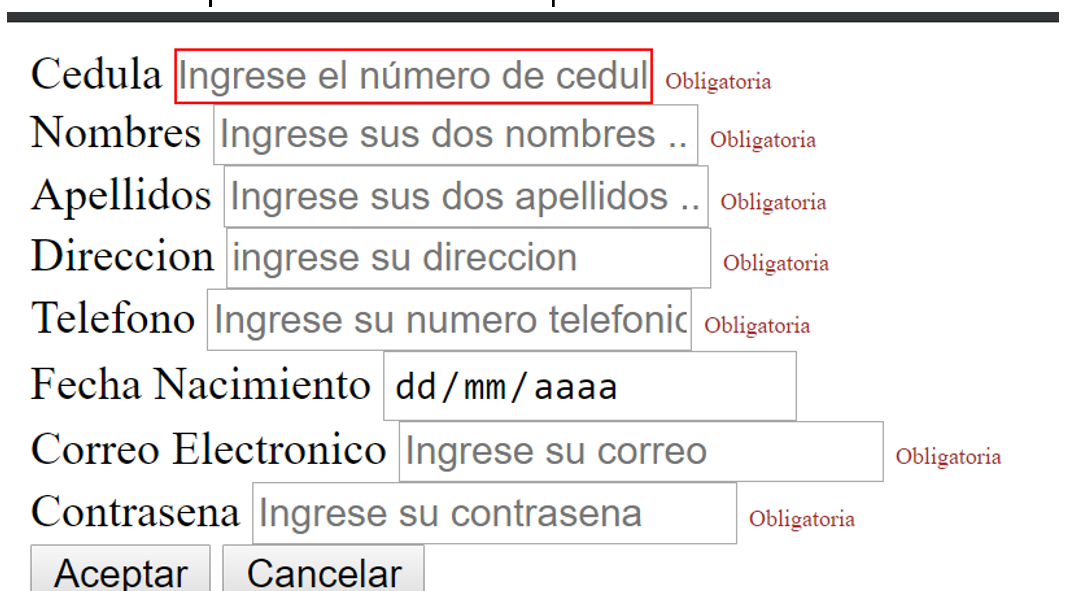 Cedula Ingrese el número de cedul Obligatoria
Nombres Ingrese sus dos nombres .. Obligatoria
Apellidos Ingrese sus dos apellidos .. Obligatoria
Direccion ingrese su direccion Obligatoria
Telefono Ingrese su numero telefonic Obligatoria
Fecha Nacimiento dd/mm/aaaa
Correo Electronico Ingrese su correo Obligatoria
Contrasena Ingrese su contrasena Obligatoria
Aceptar Cancelar